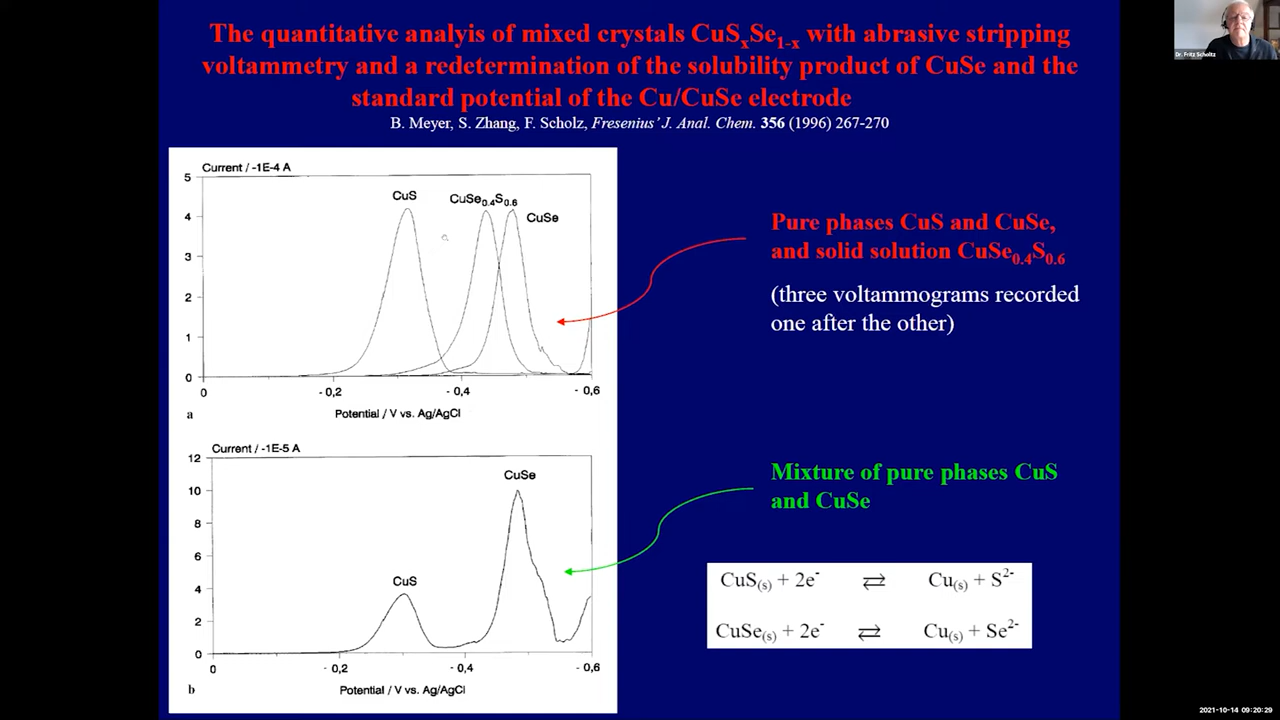 The quantitative analyis of mixed crystals CuSxSe1-x with abrasive stripping
voltammetry and a redetermination of the solubility product of CuSe and the
standard potential of the Cu/CuSe electrode
B. Meyer, S. Zhang, F. Scholz, Fresenius' J. Anal. Chem. 356 (1996) 267-270
Dr. Fritz Scholtz
Current / -1E-4 A
5
4
3
2
1
0
CuS
CuSe0.4S0.6
CuSe
0
- 0,2
- 0,4
- 0,6
a
Potential / V vs. Ag/AgCl
Pure phases CuS and CuSe,
and solid solution CuSe0.4S0.6
(three voltammograms recorded
one after the other)
Current / -1E-5 A
12
10
8
6
4
2
0
CuS
CuSe
0
- 0,2
- 0,4
- 0,6
b
Potential / V vs. Ag/AgCl
Mixture of pure phases CuS
and CuSe
CuS(s) + 2e- ⇄ Cu(s) + S2-
CuSe(s) + 2e- ⇄ Cu(s) + Se2-
2021-10-14 09:20:29